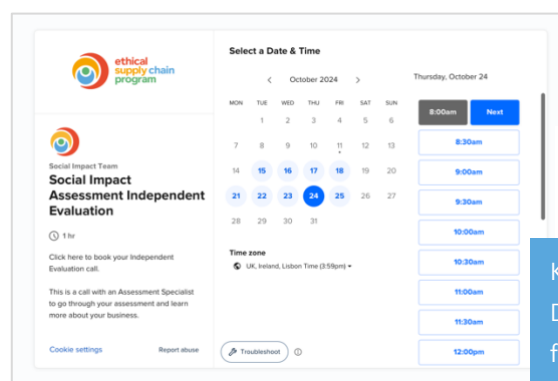 ethical
supply chain
program
Social Impact Team
Social Impact
Assessment Independent
Evaluation
1 hr
Click here to book your Independent
Evaluation call.
This is a call with an Assessment Specialist
to go through your assessment and learn
more about your business.
Cookie settings Report abuse
Select a Date & Time
October 2024
MON TUE WED THU FRI SAT SUN
1 2 3 4 5 6
7 8 9 10 11 12 13
14 15 16 17 18 19 20
21 22 23 24 25 26 27
28 29 30 31
Time zone
UK, Ireland, Lisbon Time (3:59pm)
Troubleshoot
Thursday, October 24
8:00am Next
8:30am
9:00am
9:30am
10:00am
10:30am
11:00am
11:30am
12:00pm